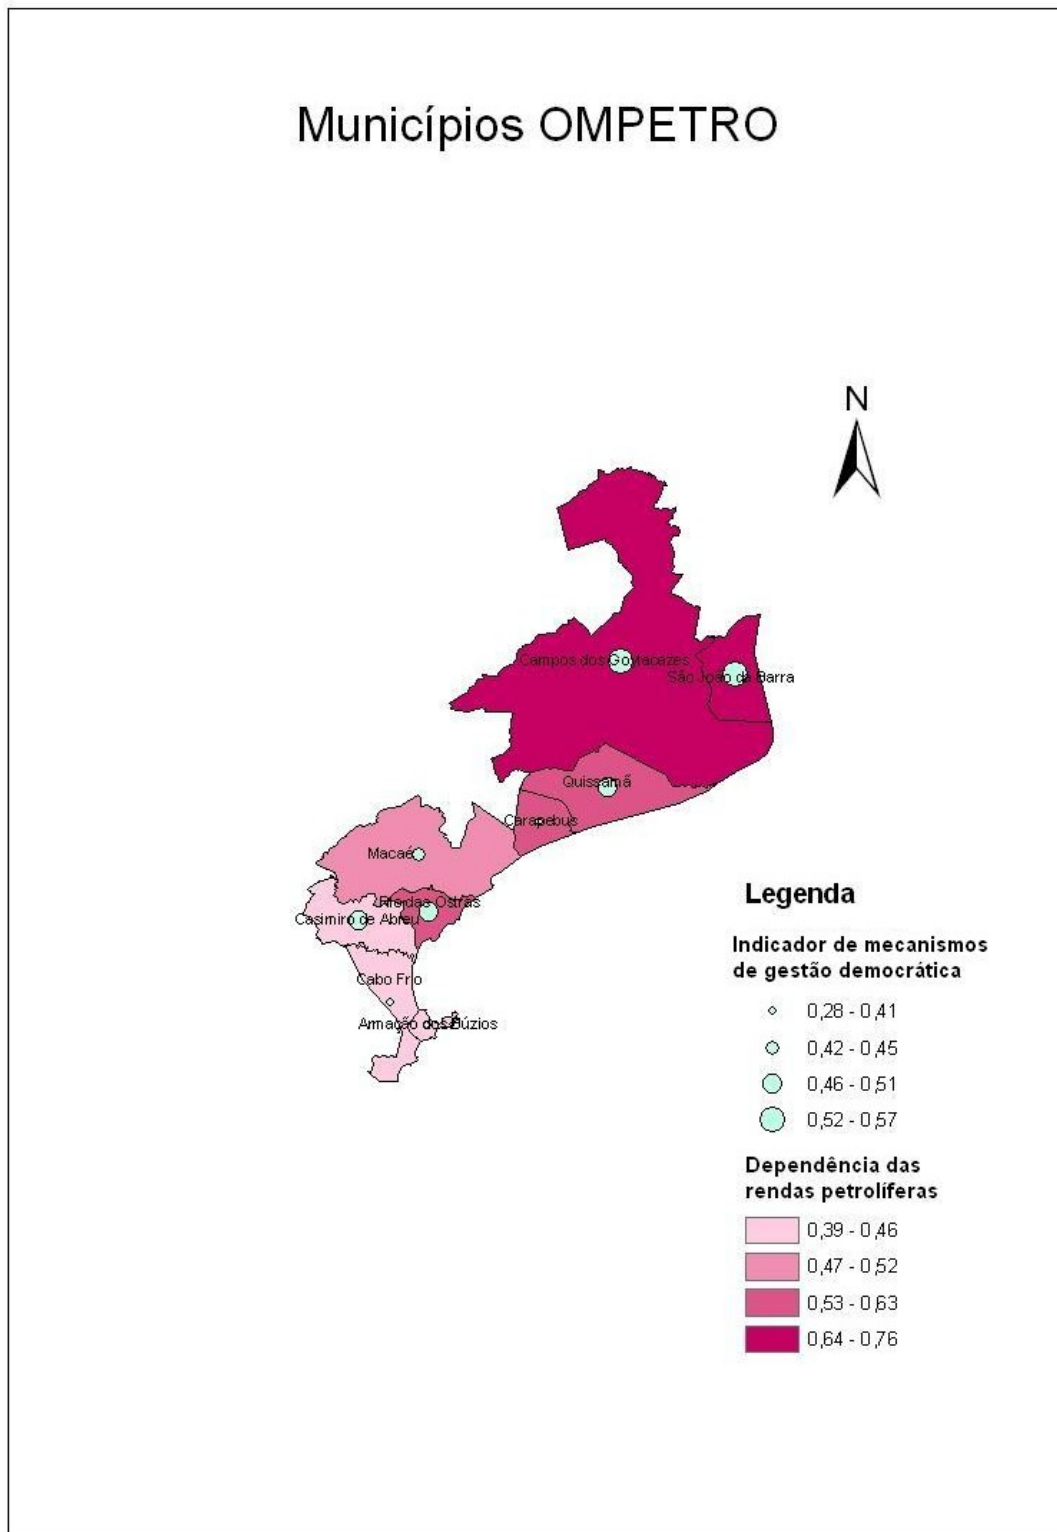 Municípios OMPETRO
N
Campos dos Goytacazes
São João da Barra
Quissamã
Carapebus
Macaé
Rio das Ostras
Casimiro de Abreu
Cabo Frio
Armação dos Búzios
Legenda
Indicador de mecanismos
de gestão democrática
0,28 - 0,41
0,42 - 0,45
0,46 - 0,51
0,52 - 0,57
Dependência das
rendas petrolíferas
0,39 - 0,46
0,47 - 0,52
0,53 - 0,63
0,64 - 0,76